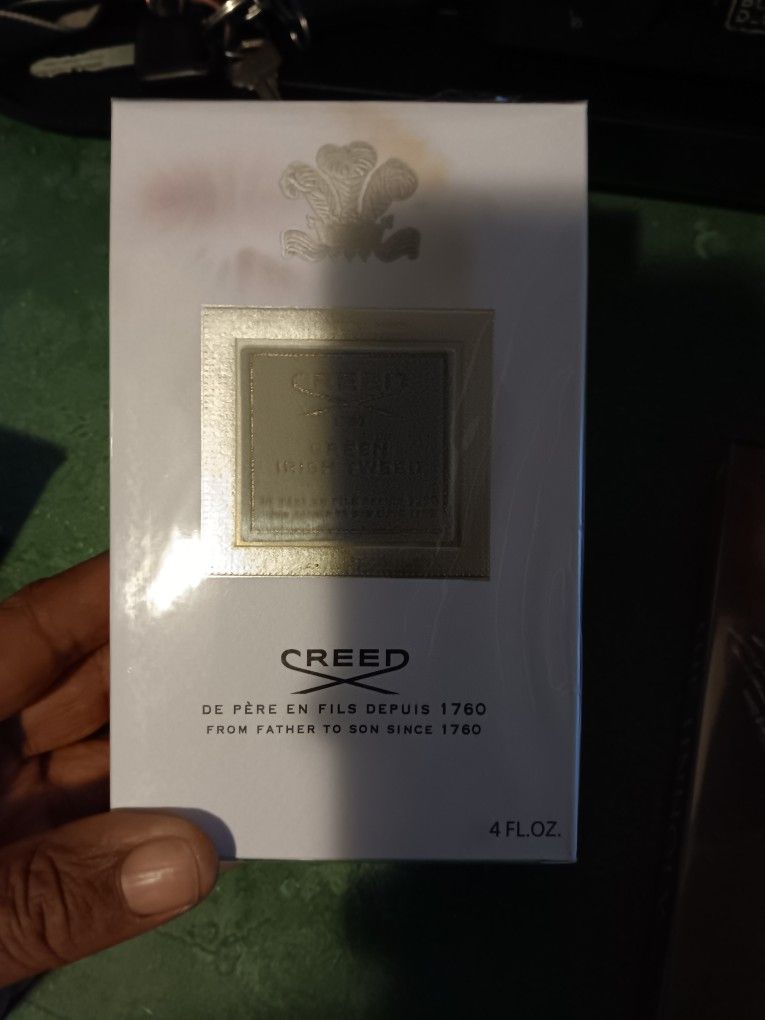 CREED
GREEN
IRISH TWEED
CREED
DE PÈRE EN FILS DEPUIS 1760
FROM FATHER TO SON SINCE 1760
4 FL.OZ.